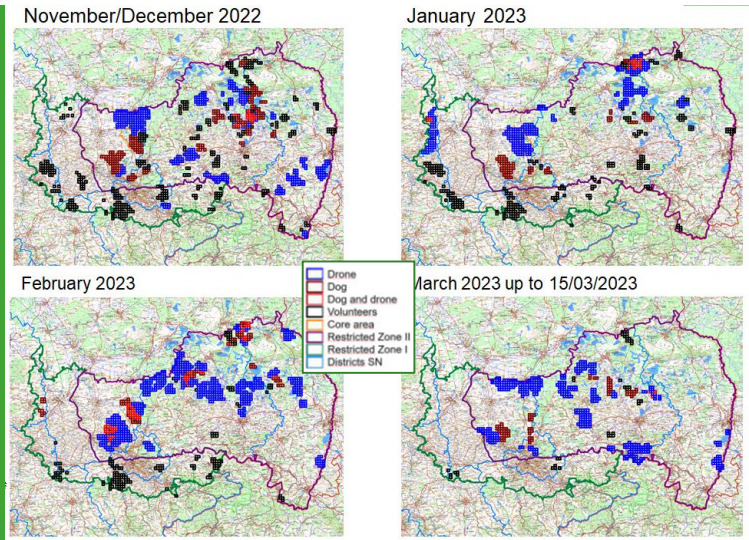 November/December 2022
January 2023
February 2023
March 2023 up to 15/03/2023
Drone
Dog
Dog and drone
Volunteers
Core area
Restricted Zone II
Restricted Zone I
Districts SN